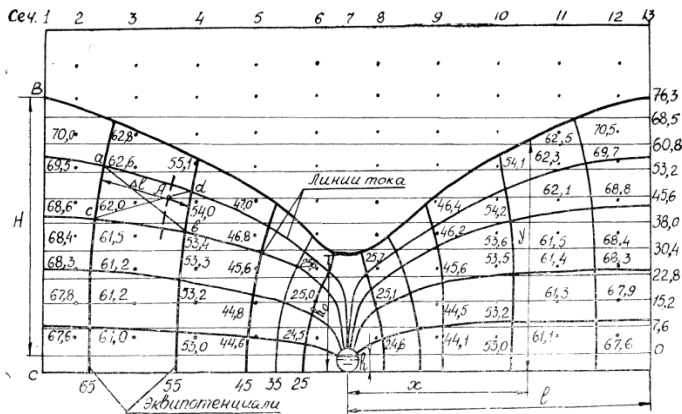 Сеч. 1 2 3 4 5 6 7 8 9 10 11 12 13
B 76,3
68,5
70,0 62,8 62,5 70,5
60,8
69,5 a 62,6 55,1 54,1 62,3 69,7
53,2
Δl A d Линии тока
H 68,6 62,0 54,0 47,0 46,4 54,2 62,1 68,8 45,6
c в 38,0
68,4 61,5 53,4 46,8 46,2 53,6 y 61,5 68,4
30,4
68,3 61,2 53,3 45,6 25,7 45,6 53,5 61,4 68,3
22,8
67,8 61,2 53,2 25,0 25,1 61,3 67,9
15,2
44,8 h₀ 44,5 53,2
7,6
67,6 61,0 53,0 44,6 24,5 24,6 44,1 53,0 61,1 67,6
h 0
C 65 55 45 35 25 x
Эквипотенциали l